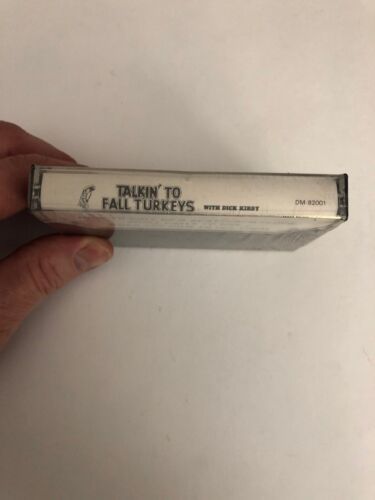 TALKIN' TO
FALL TURKEYS WITH DICK KIRBY
DM-82001